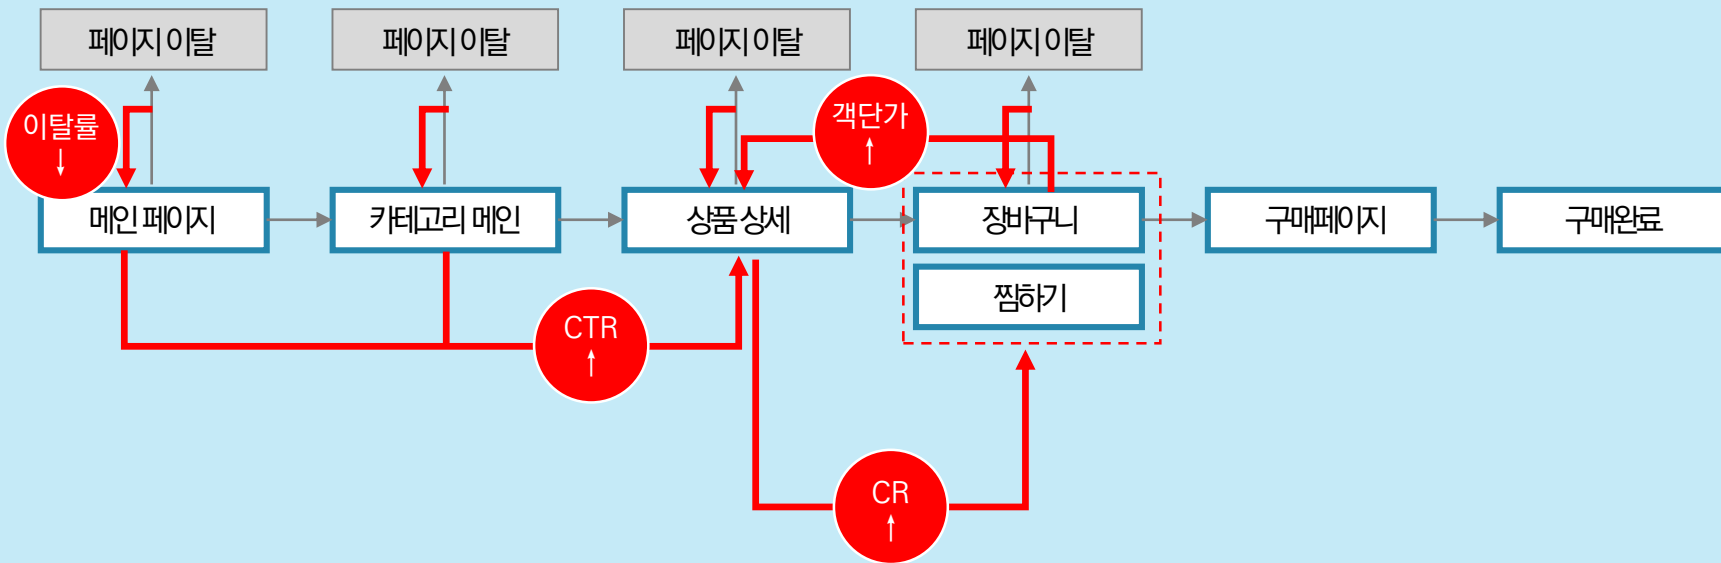 페이지 이탈
페이지 이탈
페이지 이탈
페이지 이탈
이탈률
↓
객단가
↑
메인 페이지
카테고리 메인
상품 상세
장바구니
구매페이지
구매완료
찜하기
CTR
↑
CR
↑